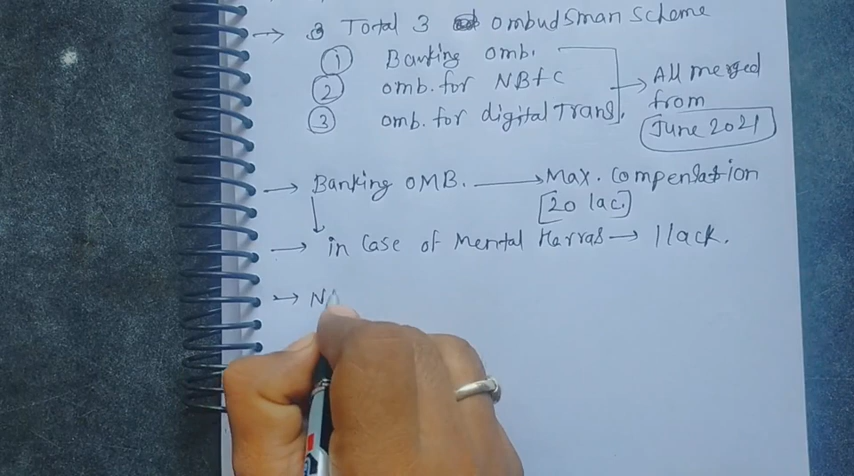 → 3 Total 3 ombudsman scheme
① Banking omb.
② omb. for NBFC
③ omb. for digital Trans.
→ All merged
from
June 2021
→ Banking OMB. → Max. Compensation
[20 lac.]
→ in Case of Mental Harras → 1 lack.
→ N